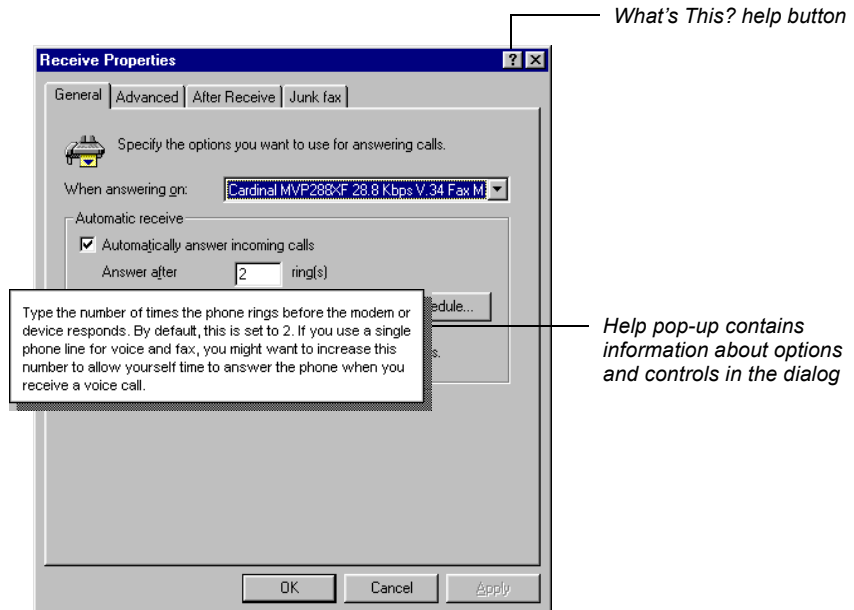 What's This? help button
Receive Properties
General Advanced After Receive Junk fax
Specify the options you want to use for answering calls.
When answering on: Cardinal MVP288XF 28.8 Kbps V.34 Fax M
Automatic receive
Automatically answer incoming calls
Answer after 2 ring(s)
Type the number of times the phone rings before the modem or
device responds. By default, this is set to 2. If you use a single
phone line for voice and fax, you might want to increase this
number to allow yourself time to answer the phone when you
receive a voice call.
edule...
s.
Help pop-up contains
information about options
and controls in the dialog
OK Cancel Apply